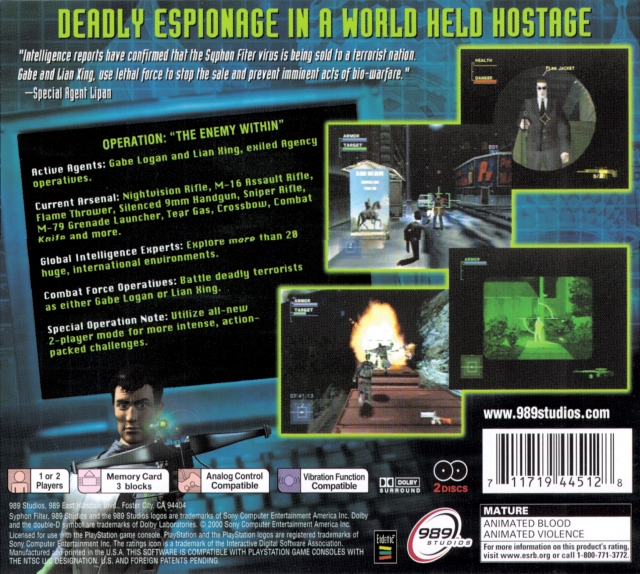 DEADLY ESPIONAGE IN A WORLD HELD HOSTAGE
"Intelligence reports have confirmed that the Syphon Fiter virus is being sold to a terrorist nation.
Gabe and Lian Xing, use lethal force to stop the sale and prevent imminent acts of bio-warfare."
—Special Agent Lipan
OPERATION: "THE ENEMY WITHIN"
Active Agents: Gabe Logan and Lian Xing, exiled Agency
operatives.
Current Arsenal: Nightvision Rifle, M-16 Assault Rifle,
Flame Thrower, Silenced 9mm Handgun, Sniper Rifle,
M-79 Grenade Launcher, Tear Gas, Crossbow, Combat
Knife and more.
Global Intelligence Experts: Explore more than 20
huge, international environments.
Combat Force Operatives: Battle deadly terrorists
as either Gabe Logan or Lian Xing.
Special Operation Note: Utilize all-new
2-player mode for more intense, action-
packed challenges.
HEALTH
DANGER
FLAK JACKET
ARMOR
TARGET
ARMOR
ARMOR
TARGET
www.989studios.com
1 or 2
Players
Memory Card
3 blocks
Analog Control
Compatible
Vibration Function
Compatible
DOLBY
SURROUND
2 DISCS
7 11719 44512 8
989 Studios, 989 East Hillsdale Blvd., Foster City, CA 94404
Syphon Filter, 989 Studios and the 989 Studios logos are trademarks of Sony Computer Entertainment America Inc. Dolby
and the double-D symbol are trademarks of Dolby Laboratories. © 2000 Sony Computer Entertainment America Inc.
Licensed for use with the PlayStation game console. PlayStation and the PlayStation logos are registered trademarks of
Sony Computer Entertainment Inc. The ratings icon is a trademark of the Interactive Digital Software Association.
Manufactured and printed in the U.S.A. THIS SOFTWARE IS COMPATIBLE WITH PLAYSTATION GAME CONSOLES WITH
THE NTSC U/C DESIGNATION. U.S. AND FOREIGN PATENTS PENDING.
Eidetic
989
STUDIOS
MATURE
ANIMATED BLOOD
ANIMATED VIOLENCE
For more information on this product's rating,
visit www.esrb.org or call 1-800-771-3772.